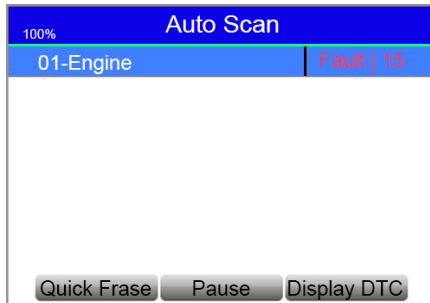 Auto Scan
100%
01-Engine Fault | 15
Quick Frase Pause Display DTC